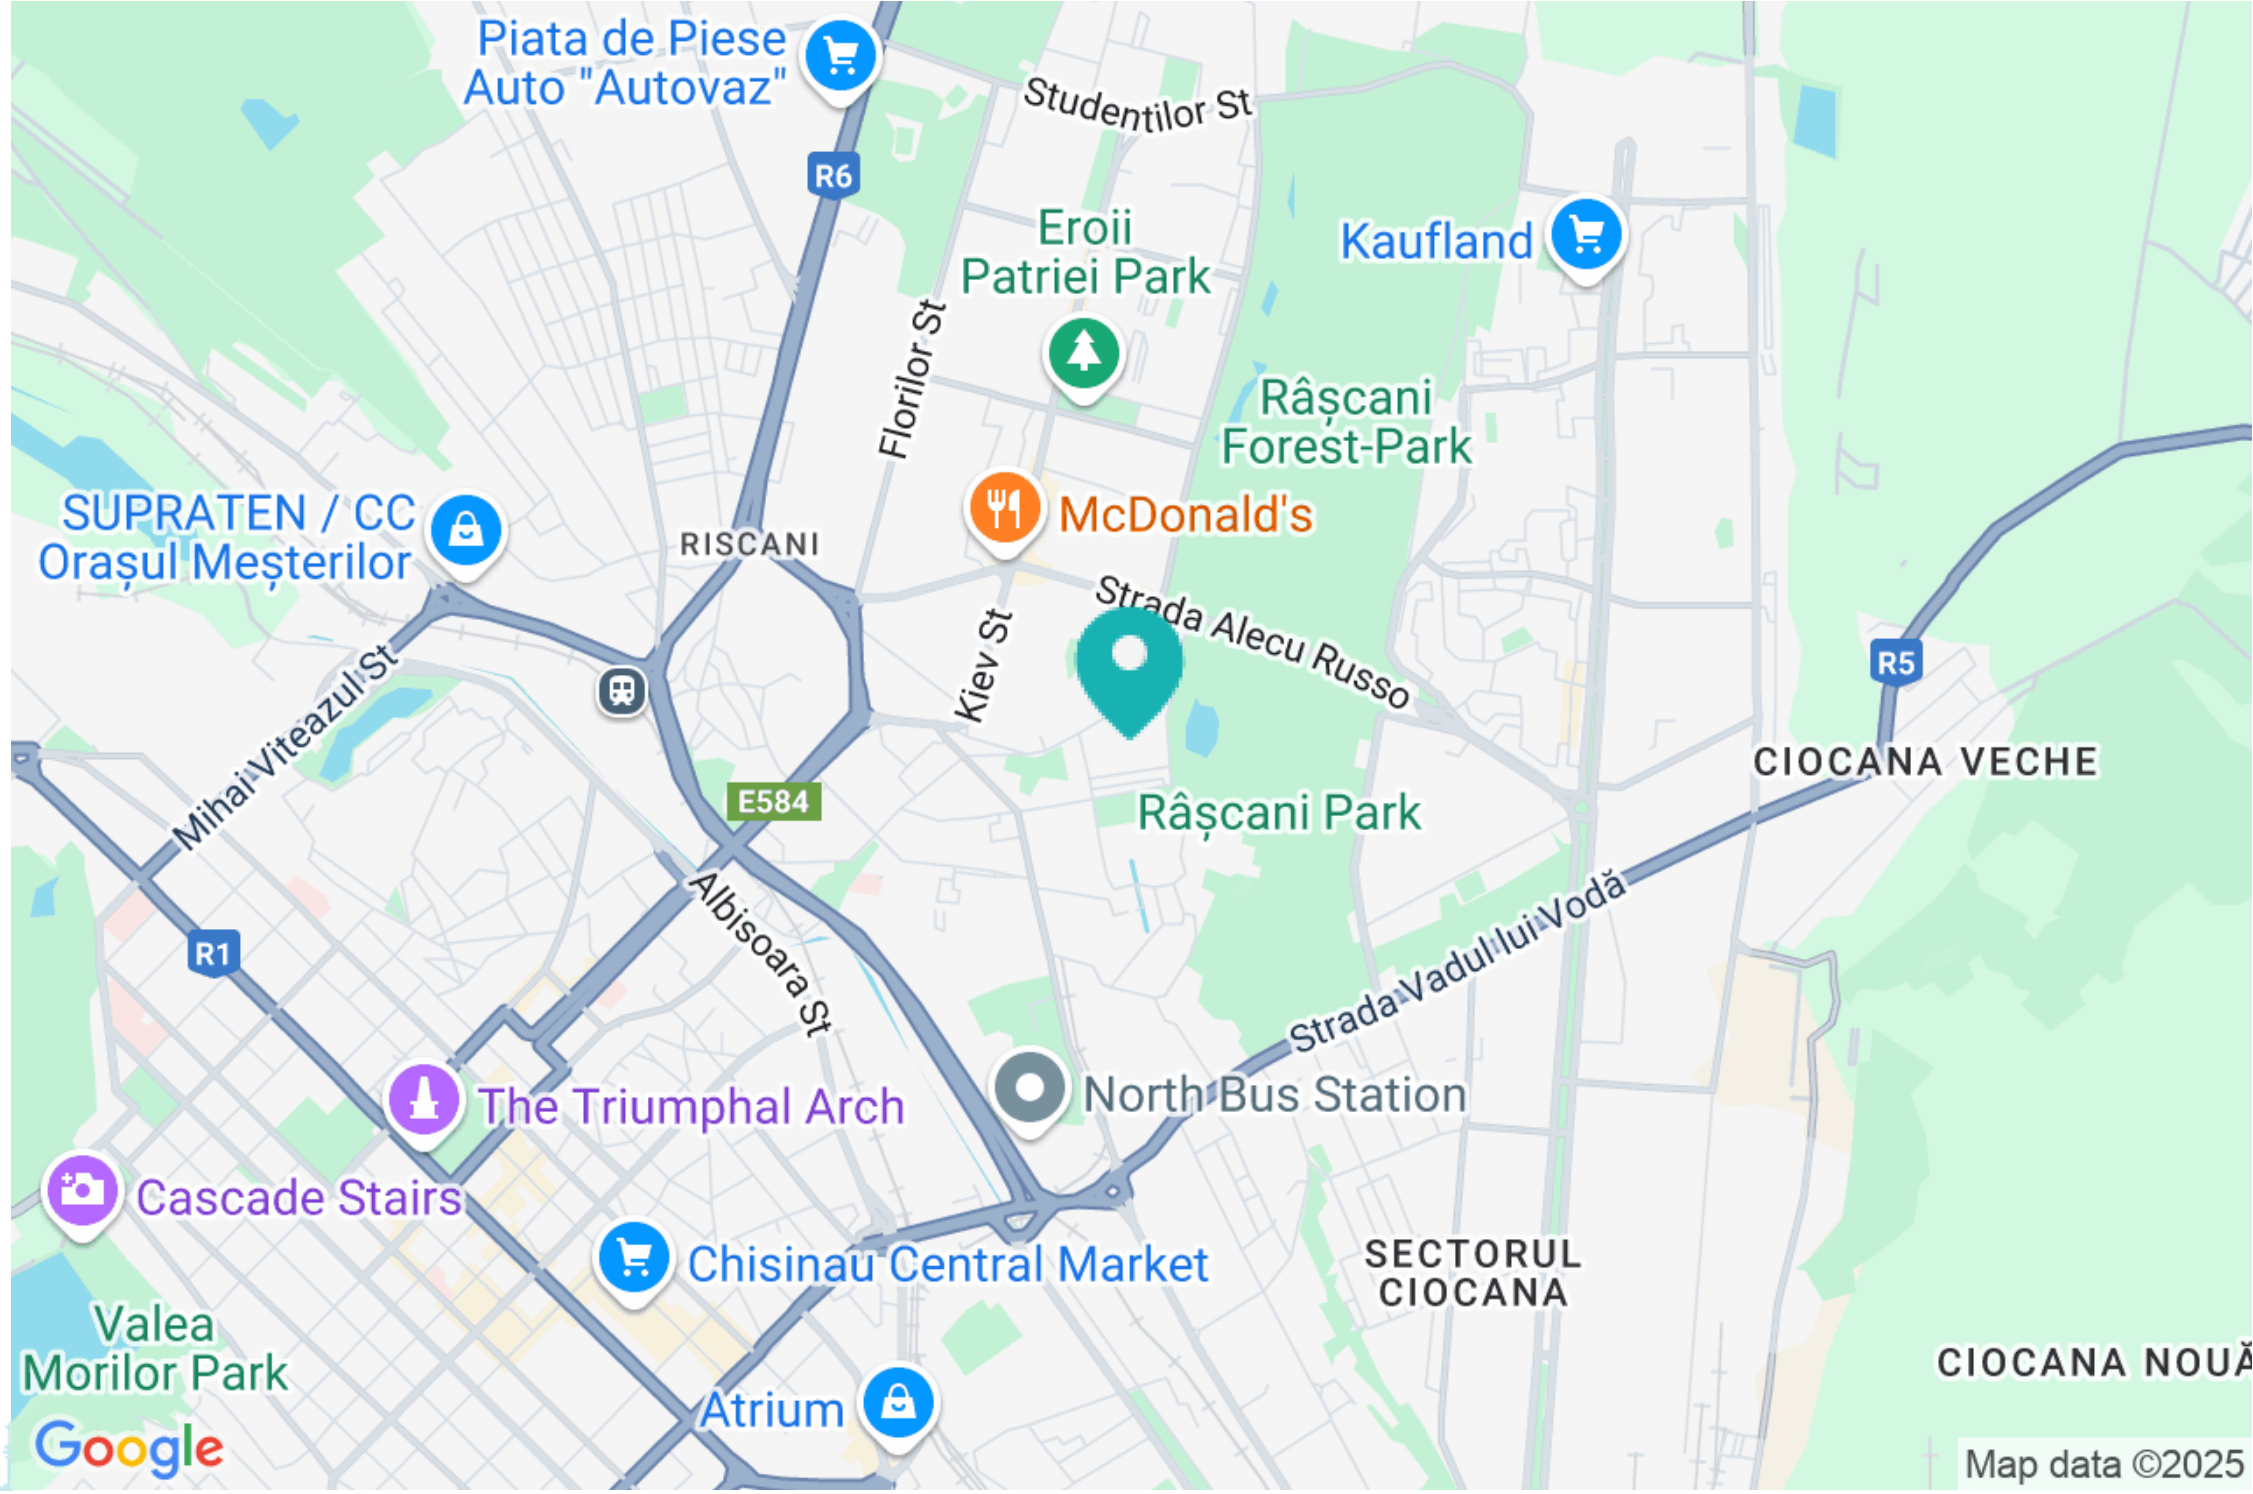 Piata de Piese
Auto "Autovaz"
Studentilor St
R6
Eroii
Patriei Park
Kaufland
Florilor St
Râșcani
Forest-Park
SUPRATEN / CC
Orașul Meșterilor
McDonald's
RISCANI
Strada Alecu Russo
Kiev St
Mihai Viteazul St
R5
CIOCANA VECHE
E584
Râșcani Park
Albisoara St
R1
Strada Vadul lui Vodă
The Triumphal Arch
North Bus Station
Cascade Stairs
Chisinau Central Market
SECTORUL
CIOCANA
Valea
Morilor Park
CIOCANA NOUĂ
Atrium
Google
Map data ©2025